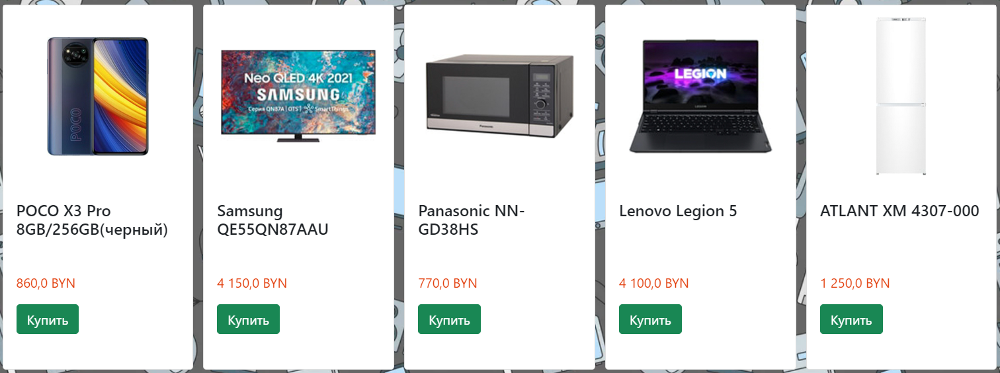 POCO
Neo QLED 4K 2021
SAMSUNG
Серия QN87A | OTS | SmartThings
Panasonic
LEGION
LEGION
POCO X3 Pro
8GB/256GB(черный)
860,0 BYN
Купить
Samsung
QE55QN87AAU
4 150,0 BYN
Купить
Panasonic NN-
GD38HS
770,0 BYN
Купить
Lenovo Legion 5
4 100,0 BYN
Купить
ATLANT XM 4307-000
1 250,0 BYN
Купить